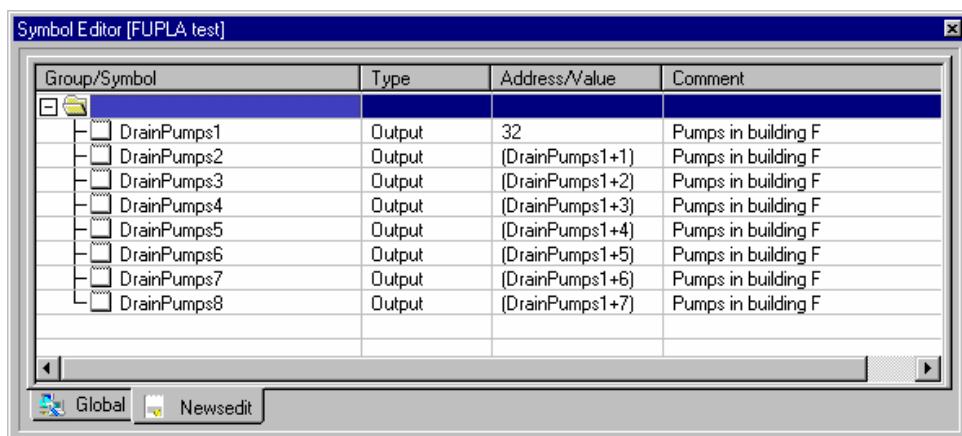 Symbol Editor [FUPLA test]
Group/Symbol Type Address/Value Comment
DrainPumps1 Output 32 Pumps in building F
DrainPumps2 Output (DrainPumps1+1) Pumps in building F
DrainPumps3 Output (DrainPumps1+2) Pumps in building F
DrainPumps4 Output (DrainPumps1+3) Pumps in building F
DrainPumps5 Output (DrainPumps1+4) Pumps in building F
DrainPumps6 Output (DrainPumps1+5) Pumps in building F
DrainPumps7 Output (DrainPumps1+6) Pumps in building F
DrainPumps8 Output (DrainPumps1+7) Pumps in building F
Global Newsedit